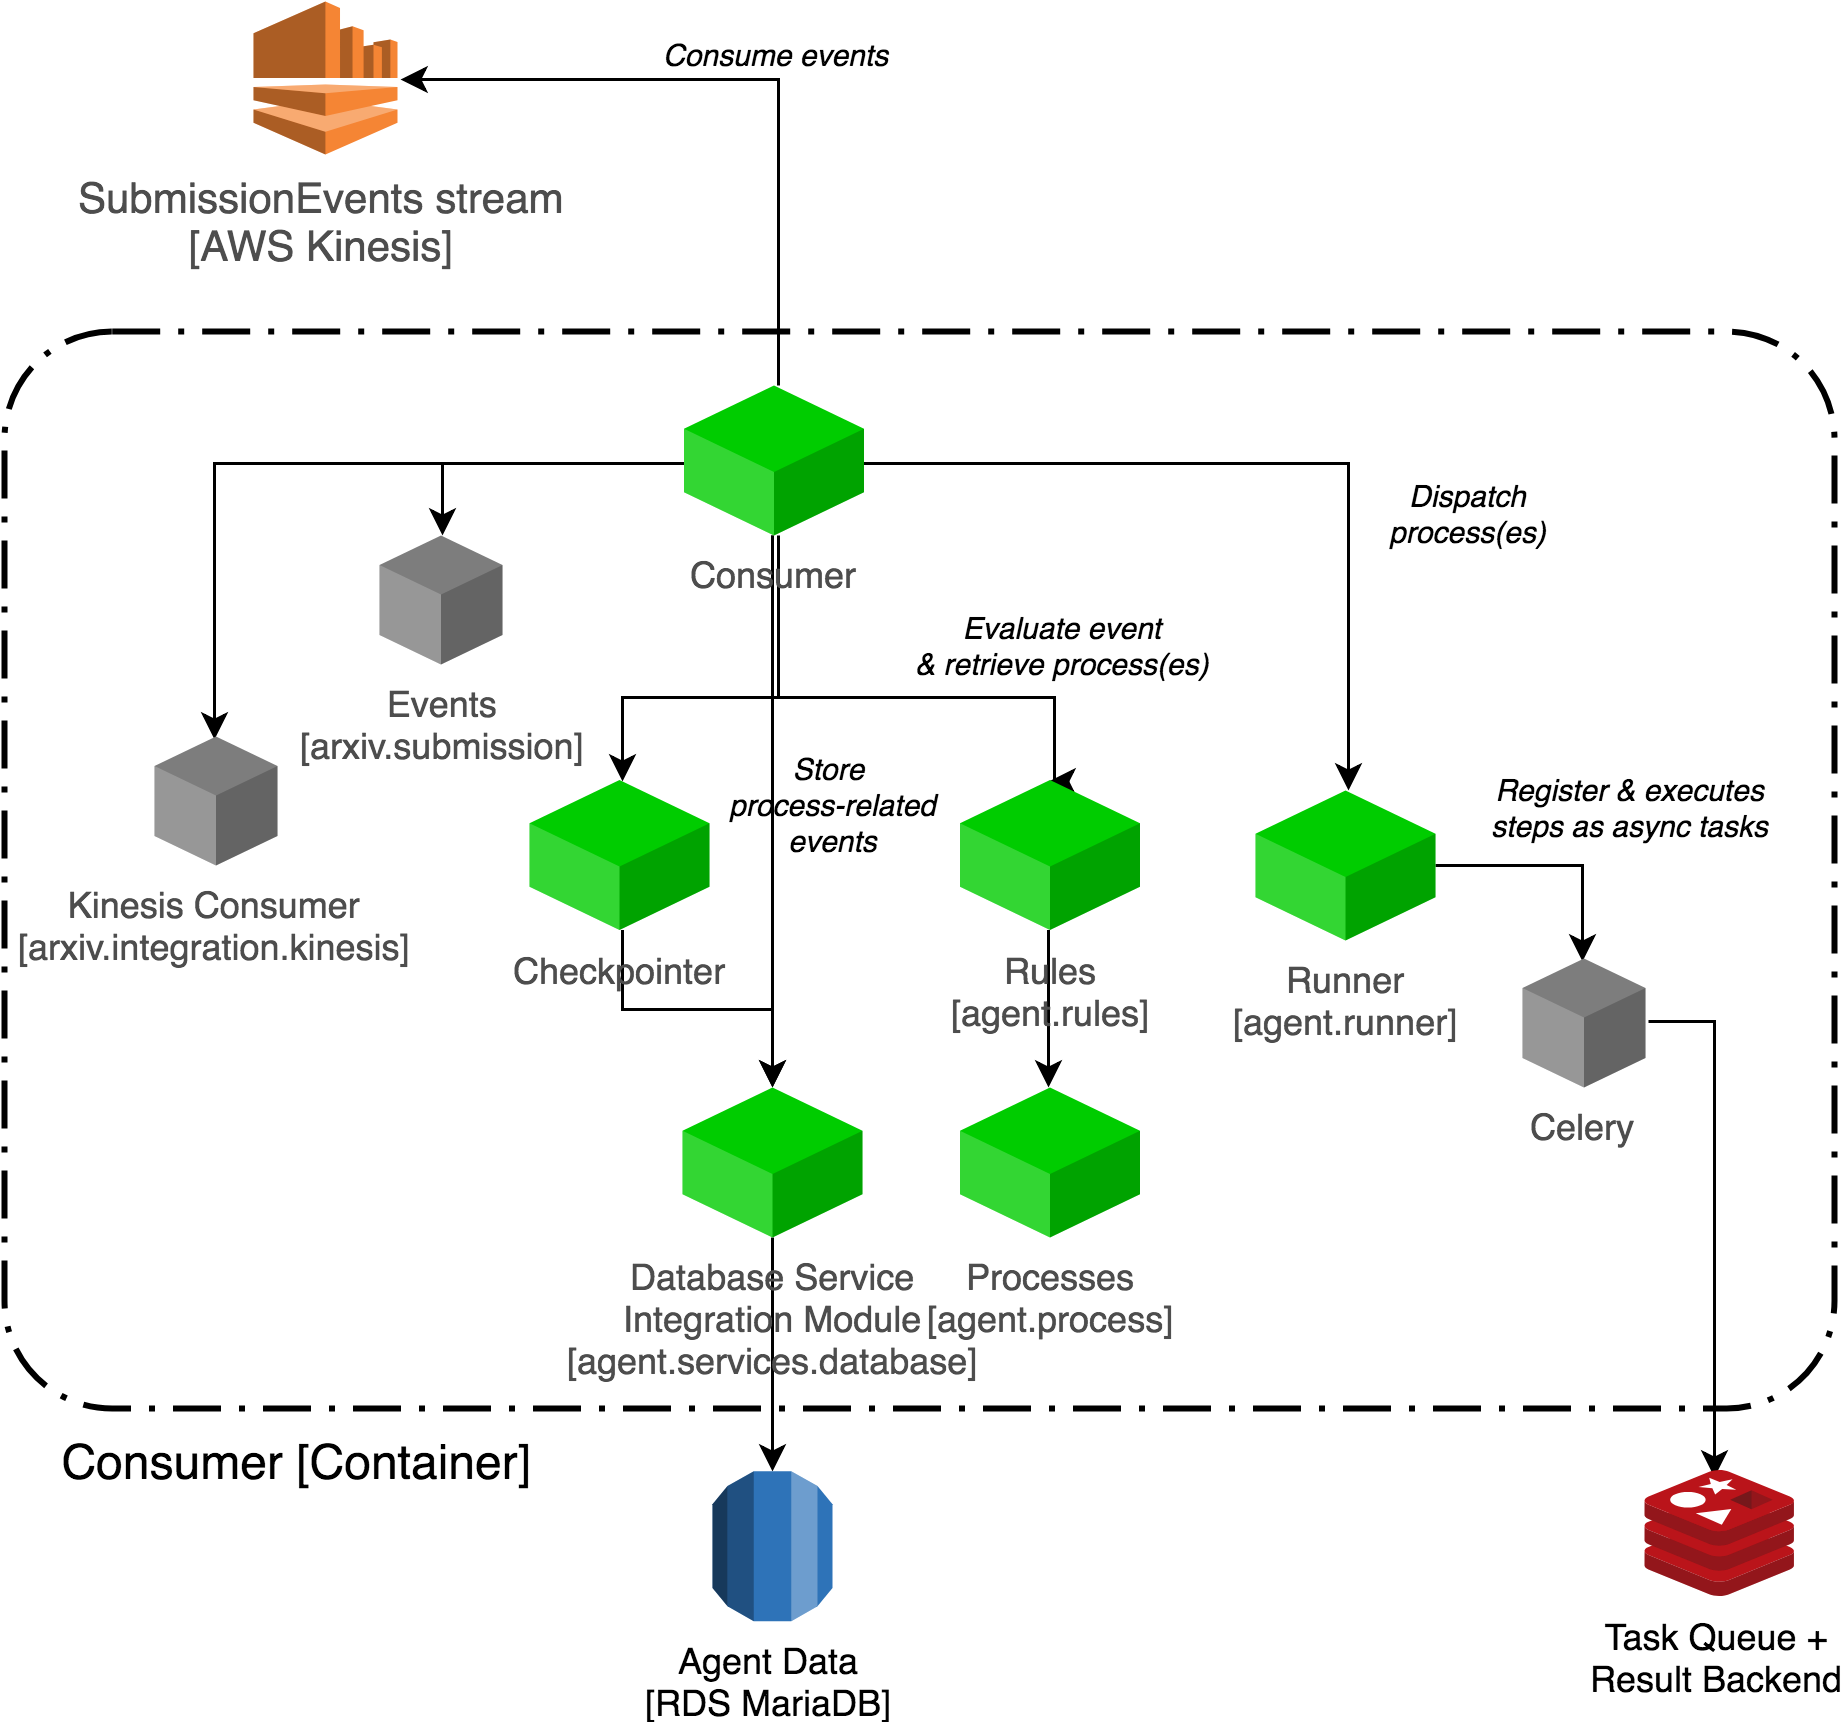 Consume events
SubmissionEvents stream
[AWS Kinesis]
Dispatch
process(es)
Consumer
Evaluate event
& retrieve process(es)
Events
[arxiv.submission]
Store
process-related
events
Register & executes
steps as async tasks
Kinesis Consumer
[arxiv.integration.kinesis]
Checkpointer
Rules
[agent.rules]
Runner
[agent.runner]
Celery
Database Service
Integration Module
[agent.services.database]
Processes
[agent.process]
Consumer [Container]
Agent Data
[RDS MariaDB]
Task Queue +
Result Backend